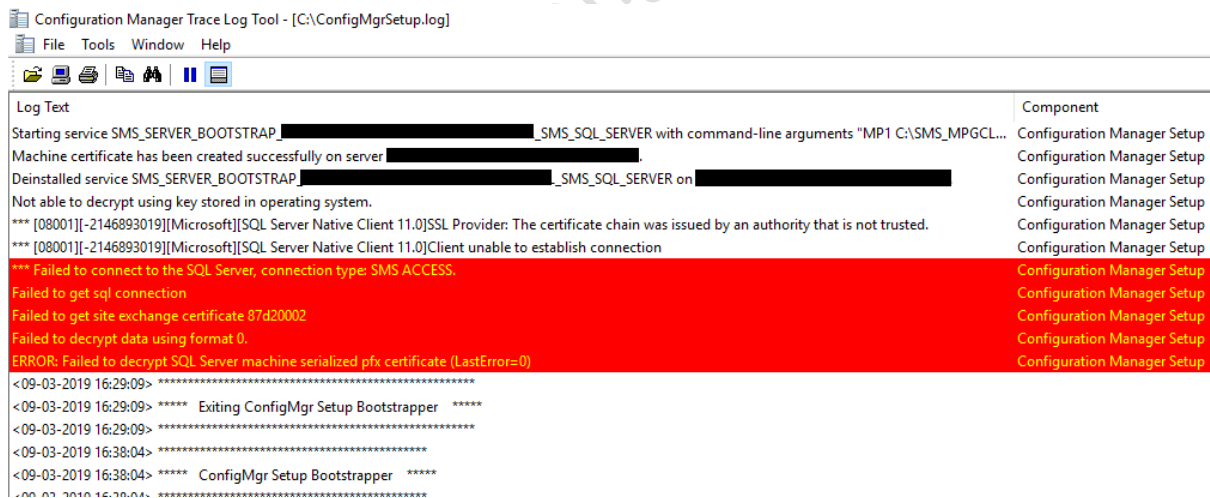 Configuration Manager Trace Log Tool - [C:\ConfigMgrSetup.log]
File Tools Window Help
Log Text Component
Starting service SMS_SERVER_BOOTSTRAP_ _SMS_SQL_SERVER with command-line arguments "MP1 C:\SMS_MPGCL... Configuration Manager Setup
Machine certificate has been created successfully on server . Configuration Manager Setup
Deinstalled service SMS_SERVER_BOOTSTRAP_ _SMS_SQL_SERVER on Configuration Manager Setup
Not able to decrypt using key stored in operating system. Configuration Manager Setup
*** [08001][-2146893019][Microsoft][SQL Server Native Client 11.0]SSL Provider: The certificate chain was issued by an authority that is not trusted. Configuration Manager Setup
*** [08001][-2146893019][Microsoft][SQL Server Native Client 11.0]Client unable to establish connection Configuration Manager Setup
*** Failed to connect to the SQL Server, connection type: SMS ACCESS. Configuration Manager Setup
Failed to get sql connection Configuration Manager Setup
Failed to get site exchange certificate 87d20002 Configuration Manager Setup
Failed to decrypt data using format 0. Configuration Manager Setup
ERROR: Failed to decrypt SQL Server machine serialized pfx certificate (LastError=0) Configuration Manager Setup
<09-03-2019 16:29:09> *****************************************************
<09-03-2019 16:29:09> ***** Exiting ConfigMgr Setup Bootstrapper *****
<09-03-2019 16:29:09> *****************************************************
<09-03-2019 16:38:04> *********************************************
<09-03-2019 16:38:04> ***** ConfigMgr Setup Bootstrapper *****
<09-03-2019 16:38:04> *********************************************